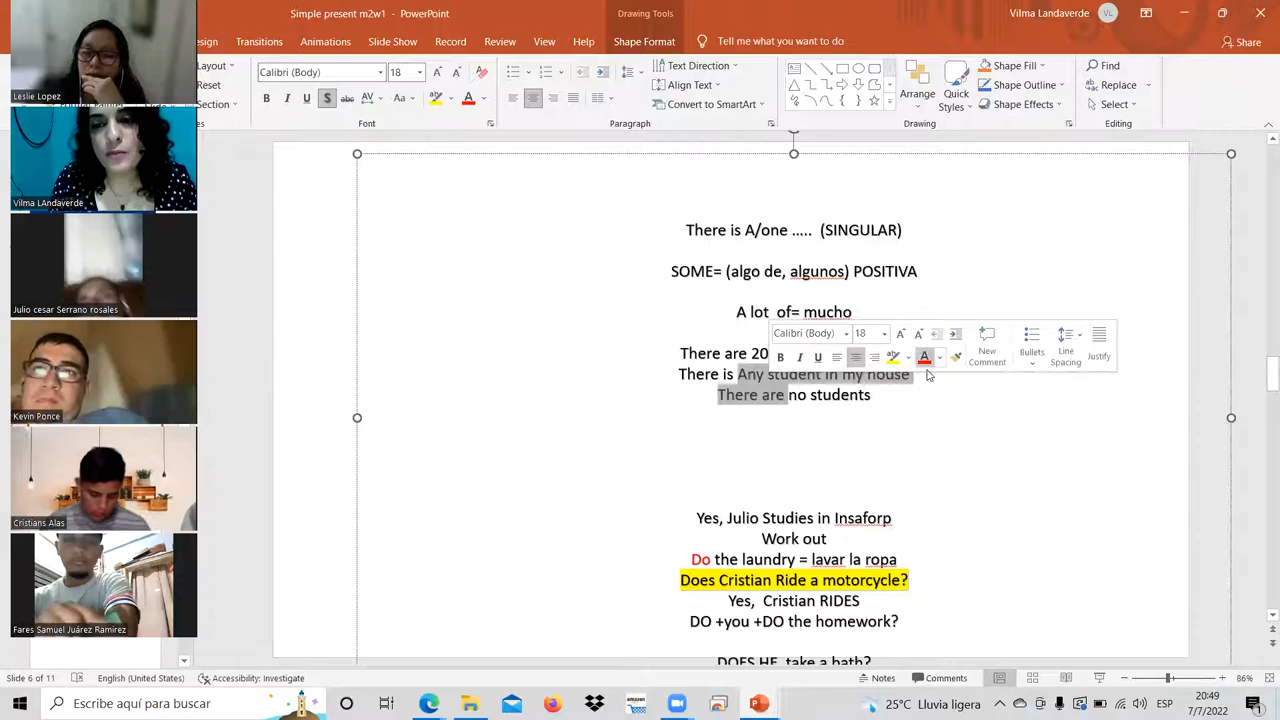 Simple present m2w1 - PowerPoint
Drawing Tools
Vilma Landaverde
VL
esign
Transitions
Animations
Slide Show
Record
Review
View
Help
Shape Format
Tell me what you want to do
Share
Layout
Reset
Section
Calibri (Body)
18
Text Direction
Align Text
Convert to SmartArt
Arrange
Quick Styles
Shape Fill
Shape Outline
Shape Effects
Find
Replace
Select
Font
Paragraph
Drawing
Editing
Leslie Lopez
Vilma LAndaverde
Julio cesar Serrano rosales
Kevin Ponce
Cristians Alas
Fares Samuel Juárez Ramirez
There is A/one ..... (SINGULAR)
SOME= (algo de, algunos) POSITIVA
A lot of= mucho
There are 20
There is Any student in my house
There are no students
Calibri (Body)
18
New Comment
Bullets
Line Spacing
Justify
Yes, Julio Studies in Insaforp
Work out
Do the laundry = lavar la ropa
Does Cristian Ride a motorcycle?
Yes, Cristian RIDES
DO +you +DO the homework?
DOES HE take a bath?
Slide 6 of 11
English (United States)
Accessibility: Investigate
Notes
Comments
86%
Escribe aquí para buscar
amazon
25°C Lluvia ligera
ESP
20:49
7/7/2022
1